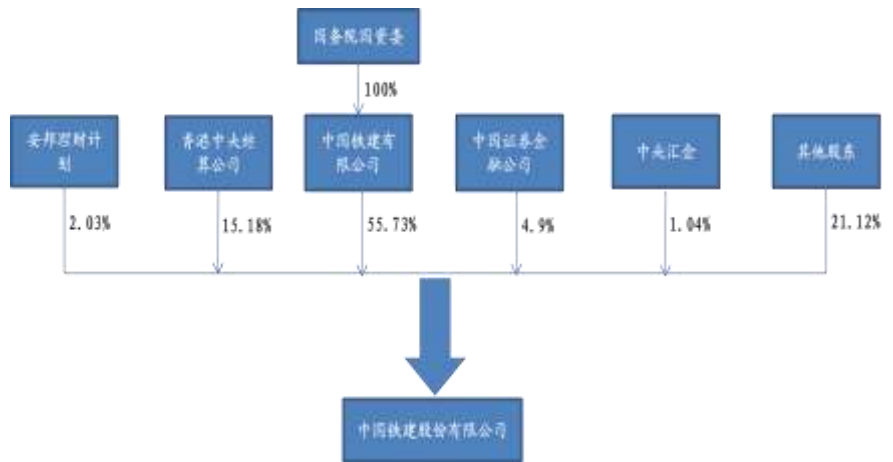 国务院国资委
100%
安邦理财计
划
香港中央结
算公司
中国铁建有
限公司
中国证券金
融公司
中央汇金
其他股东
2.03%
15.18%
55.73%
4.9%
1.04%
21.12%
中国铁建股份有限公司